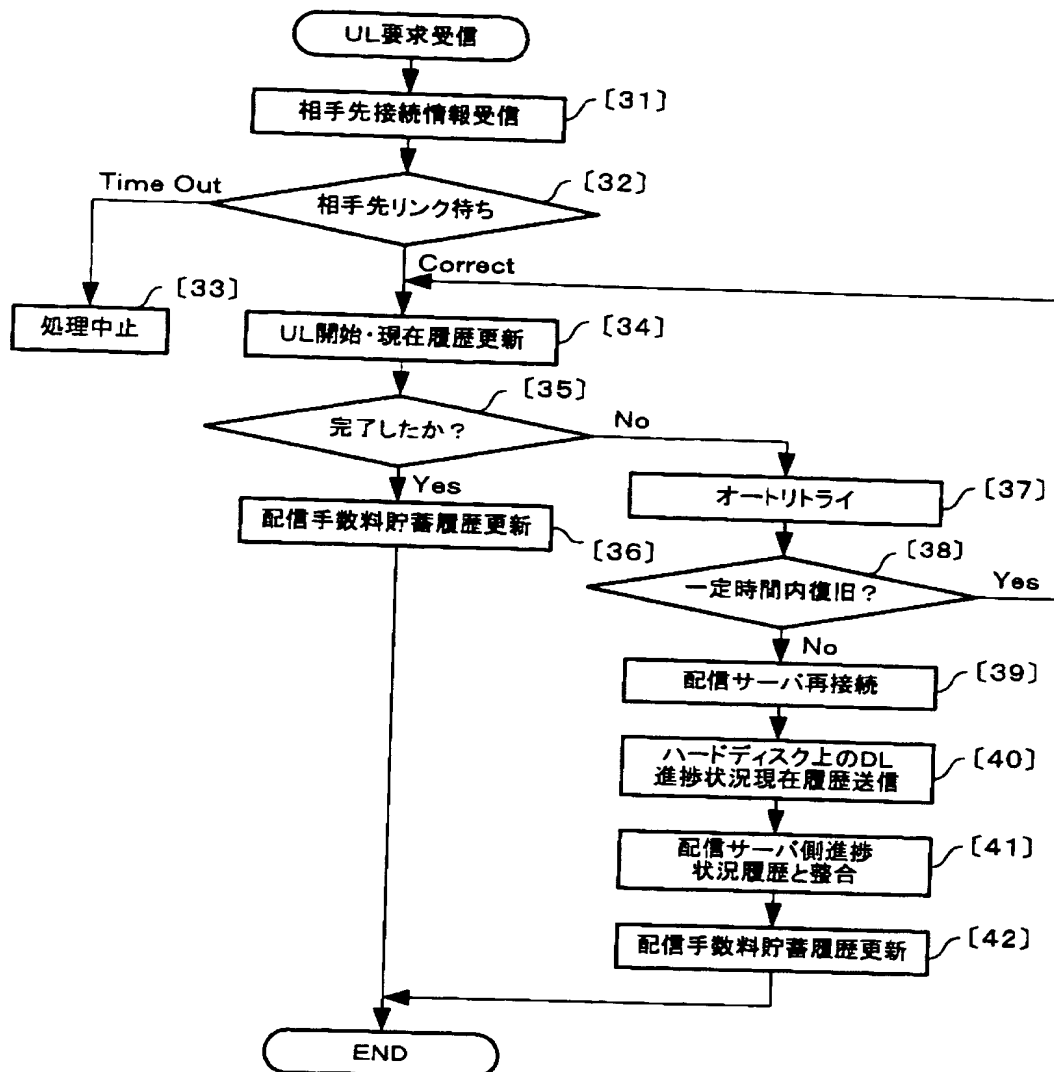 UL要求受信
相手先接続情報受信
〔31〕
相手先リンク待ち
〔32〕
Time Out
Correct
処理中止
〔33〕
UL開始・現在履歴更新
〔34〕
完了したか？
〔35〕
No
Yes
配信手数料貯蓄履歴更新
〔36〕
オートリトライ
〔37〕
一定時間内復旧？
〔38〕
Yes
No
配信サーバ再接続
〔39〕
ハードディスク上のDL
進捗状況現在履歴送信
〔40〕
配信サーバ側進捗
状況履歴と整合
〔41〕
配信手数料貯蓄履歴更新
〔42〕
END